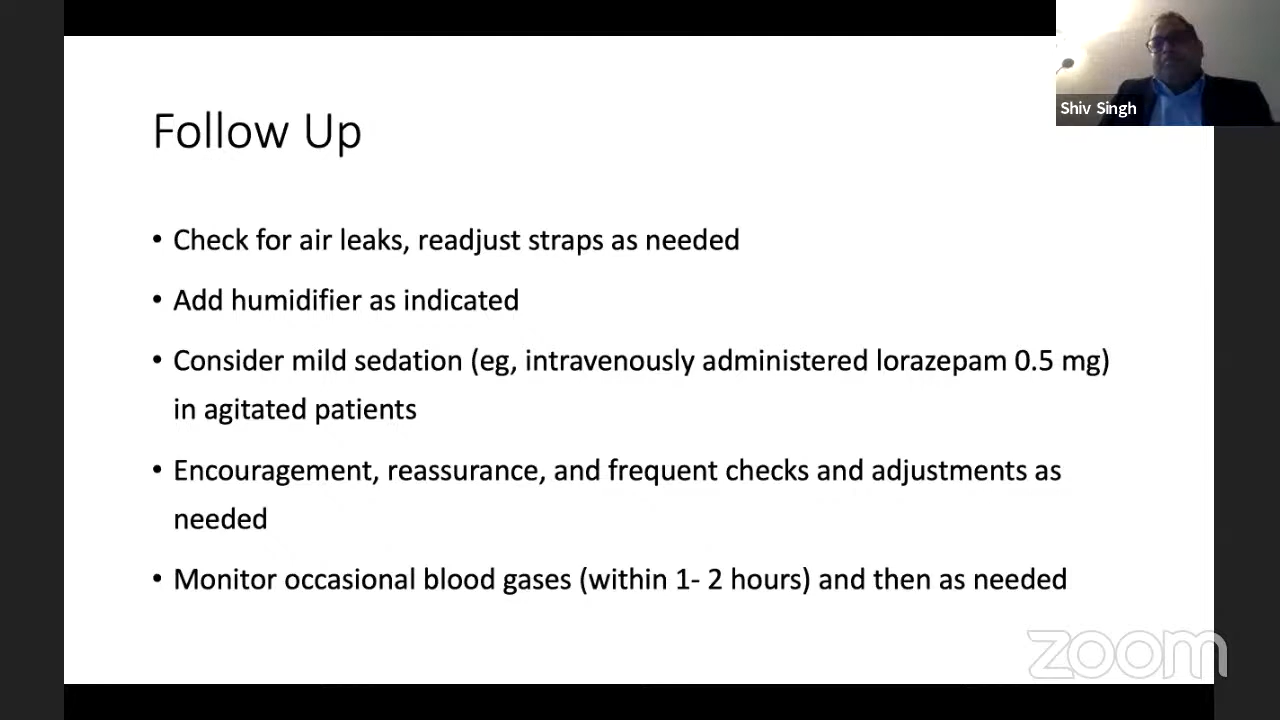 Shiv Singh
Follow Up
• Check for air leaks, readjust straps as needed
• Add humidifier as indicated
• Consider mild sedation (eg, intravenously administered lorazepam 0.5 mg)
in agitated patients
• Encouragement, reassurance, and frequent checks and adjustments as
needed
• Monitor occasional blood gases (within 1- 2 hours) and then as needed
zoom